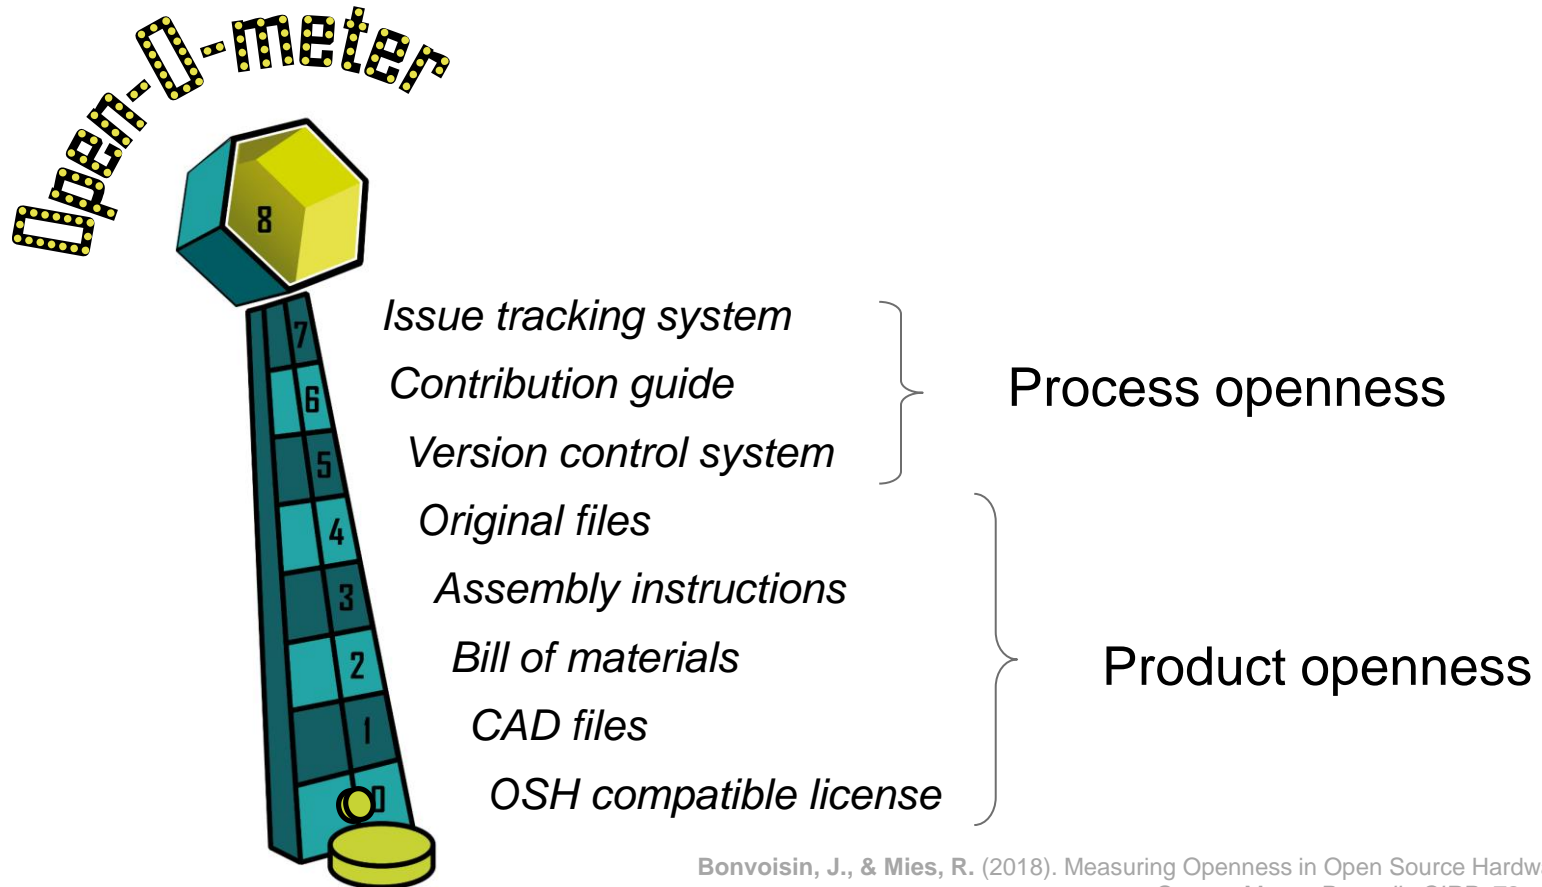 Open-O-meter
8
7
Issue tracking system
6
Contribution guide
Process openness
5
Version control system
4
Original files
3
Assembly instructions
2
Bill of materials
Product openness
1
CAD files
0
OSH compatible license
Bonvoisin, J., & Mies, R. (2018). Measuring Openness in Open Source